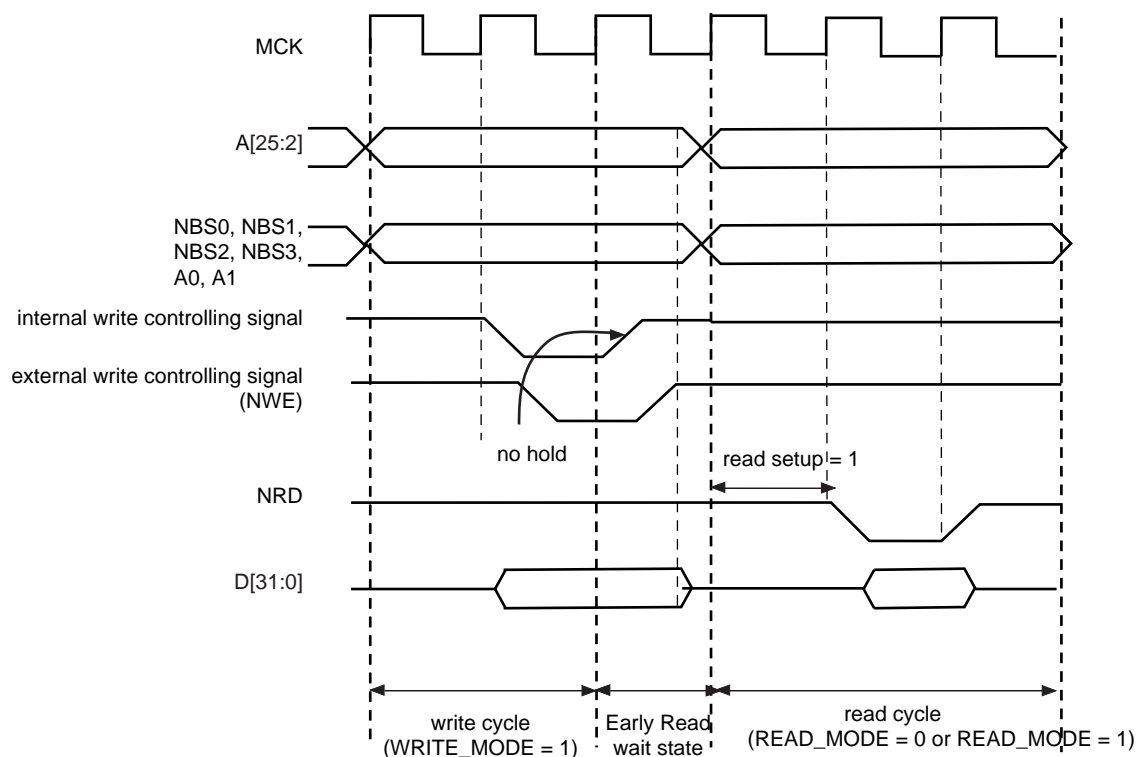 MCK
A[25:2]
NBS0, NBS1,
NBS2, NBS3,
A0, A1
internal write controlling signal
external write controlling signal
(NWE)
no hold
read setup = 1
NRD
D[31:0]
write cycle
(WRITE_MODE = 1)
Early Read
wait state
read cycle
(READ_MODE = 0 or READ_MODE = 1)